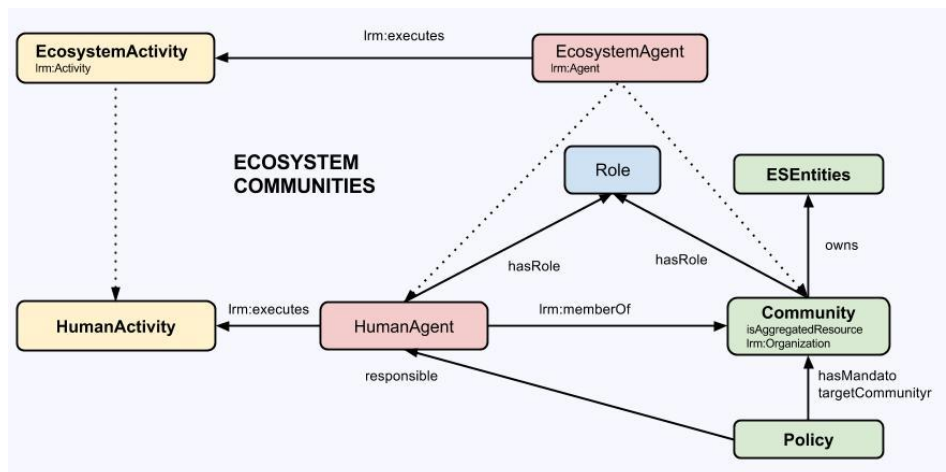 lrm:executes
EcosystemActivity
lrm:Activity
EcosystemAgent
lrm:Agent
ECOSYSTEM
COMMUNITIES
Role
ESEntities
owns
hasRole
hasRole
lrm:executes
lrm:memberOf
HumanActivity
HumanAgent
Community
isAggregatedResource
lrm:Organization
responsible
hasMandato
targetCommunityr
Policy